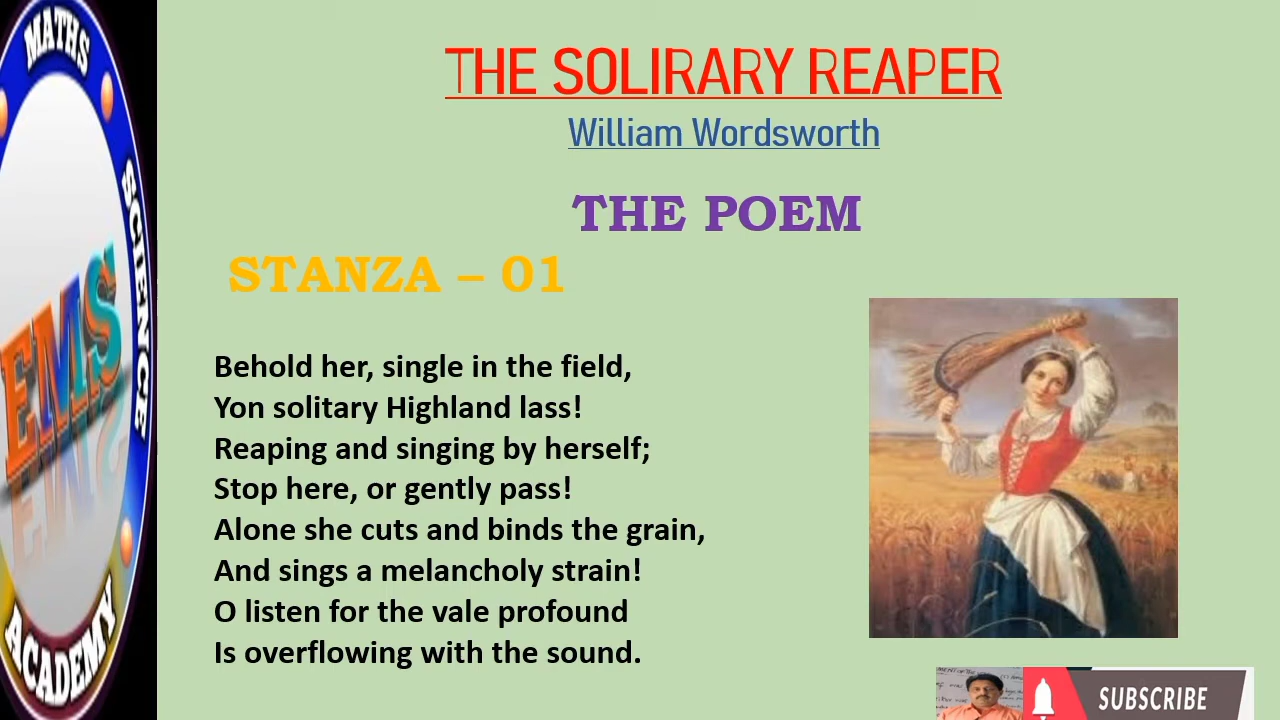 MATHS
SCIENCE
EMS
ACADEMY
THE SOLIRARY REAPER
William Wordsworth
THE POEM
STANZA – 01
Behold her, single in the field,
Yon solitary Highland lass!
Reaping and singing by herself;
Stop here, or gently pass!
Alone she cuts and binds the grain,
And sings a melancholy strain!
O listen for the vale profound
Is overflowing with the sound.
SUBSCRIBE